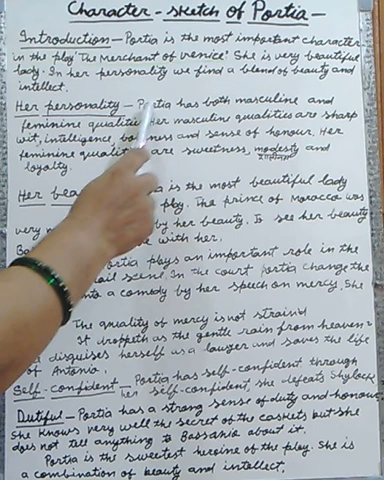 Character - sketch of Portia -
Introduction - Portia is the most important character
in the play 'The Merchant of Venice'. She is very beautiful
lady. In her personality we find a blend of beauty and
intellect.
Her personality - Portia has both masculine and
feminine qualities Her masculine qualities are sharp
wit, intelligence, and sense of honour. Her
feminine are sweetness, modesty and
loyalty.
Her is the most beautiful lady
play. The prince of Morocco was
very by her beauty. To see her beauty
with her.
Portia plays an important role in the
scene. In the court Portia change the
into a comedy by her speech on mercy. She
The quality of mercy is not strain'd
It droppeth as the gentle rain from heaven
disguises herself as a lawyer and saves the life
of Antonio.
Self-confident - Portia has self-confident through
her self-confident, she defeats Shylock
Dutiful - Portia has a strong sense of duty and honour.
She knows very well the secret of the caskets but she
does not tell anything to Bassanio about it.
Portia is the sweetest heroine of the play. She is
a combination of beauty and intellect.